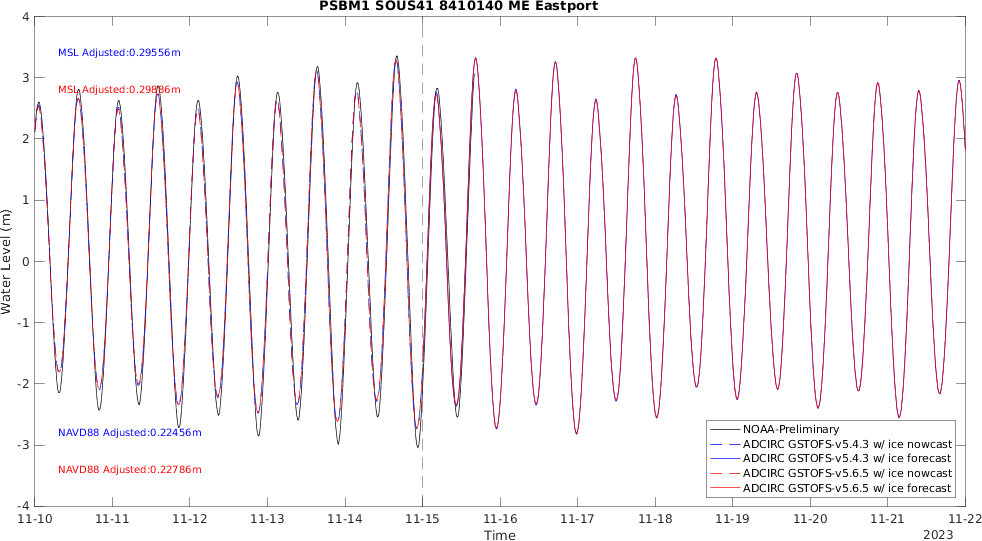 PSBM1 SOUS41 8410140 ME Eastport
4
3
2
1
0
-1
-2
-3
-4
Water Level (m)
MSL Adjusted:0.29556m
MSL Adjusted:0.29886m
NAVD88 Adjusted:0.22456m
NAVD88 Adjusted:0.22786m
NOAA-Preliminary
ADCIRC GSTOFS-v5.4.3 w/ ice nowcast
ADCIRC GSTOFS-v5.4.3 w/ ice forecast
ADCIRC GSTOFS-v5.6.5 w/ ice nowcast
ADCIRC GSTOFS-v5.6.5 w/ ice forecast
11-10 11-11 11-12 11-13 11-14 11-15 11-16 11-17 11-18 11-19 11-20 11-21 11-22
Time
2023